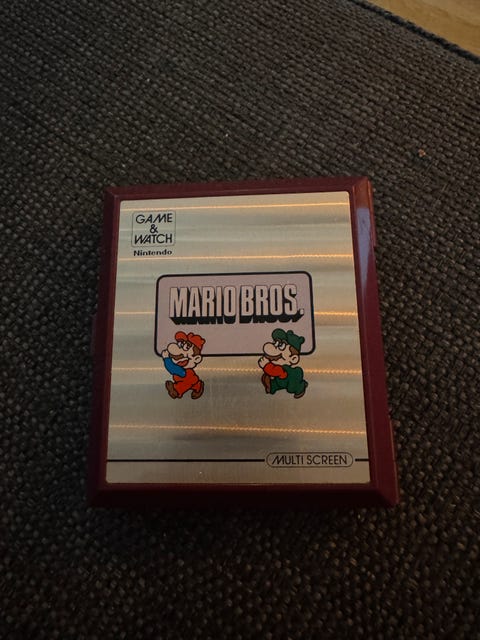 GAME
&
WATCH
Nintendo
MARIO BROS.
MULTI SCREEN